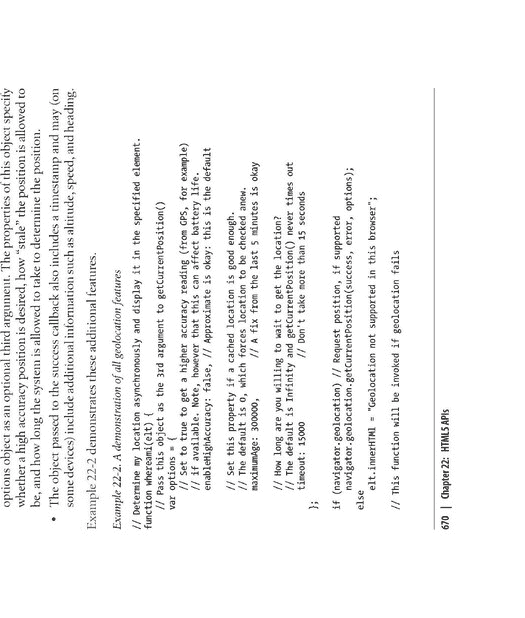 options object as an optional third argument. The properties of this object specify
whether a high accuracy position is desired, how “stale” the position is allowed to
be, and how long the system is allowed to take to determine the position.
• The object passed to the success callback also includes a timestamp and may (on
some devices) include additional information such as altitude, speed, and heading.
Example 22-2 demonstrates these additional features.
Example 22-2. A demonstration of all geolocation features
// Determine my location asynchronously and display it in the specified element.
function whereami(elt) {
// Pass this object as the 3rd argument to getCurrentPosition()
var options = {
// Set to true to get a higher accuracy reading (from GPS, for example)
// if available. Note, however that this can affect battery life.
enableHighAccuracy: false, // Approximate is okay: this is the default
// Set this property if a cached location is good enough.
// The default is 0, which forces location to be checked anew.
maximumAge: 300000, // A fix from the last 5 minutes is okay
// How long are you willing to wait to get the location?
// The default is Infinity and getCurrentPosition() never times out
timeout: 15000 // Don't take more than 15 seconds
};
if (navigator.geolocation) // Request position, if supported
navigator.geolocation.getCurrentPosition(success, error, options);
else
elt.innerHTMl = "Geolocation not supported in this browser";
// This function will be invoked if geolocation fails
670 | Chapter 22: HTML5 APIs